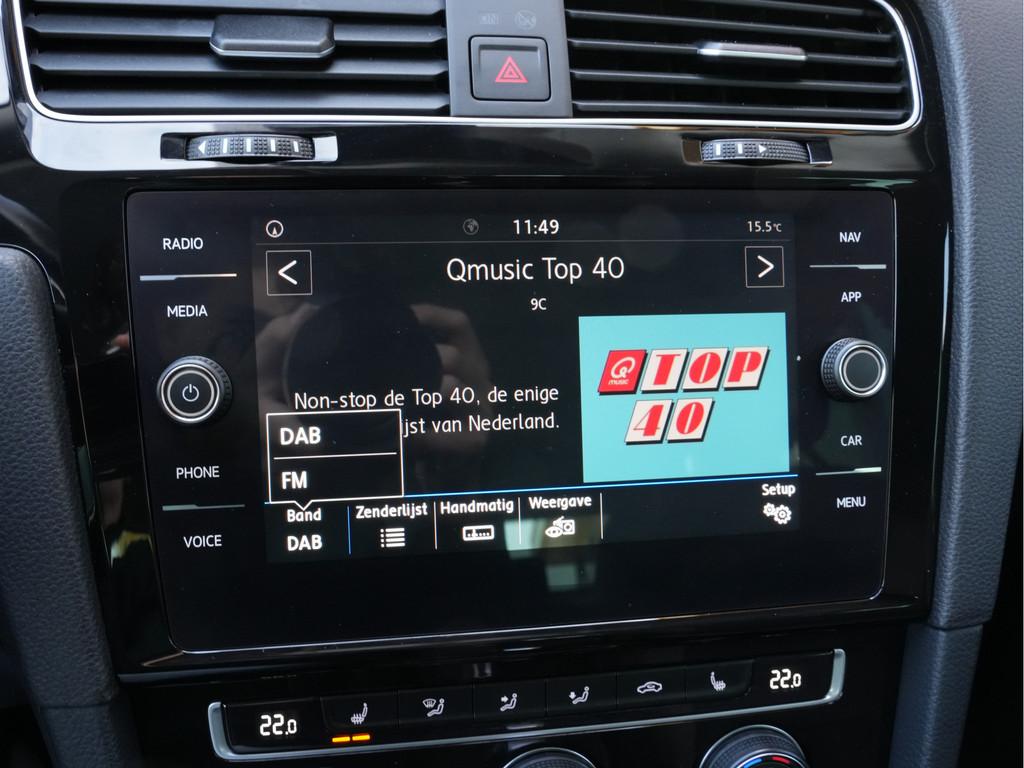 RADIO
MEDIA
PHONE
VOICE
11:49
15.5°C
Qmusic Top 40
9C
Non-stop de Top 40, de enige
jst van Nederland.
Q
music
TOP
40
DAB
FM
Band
DAB
Zenderlijst
Handmatig
Weergave
Setup
NAV
APP
CAR
MENU
22.0
22.0